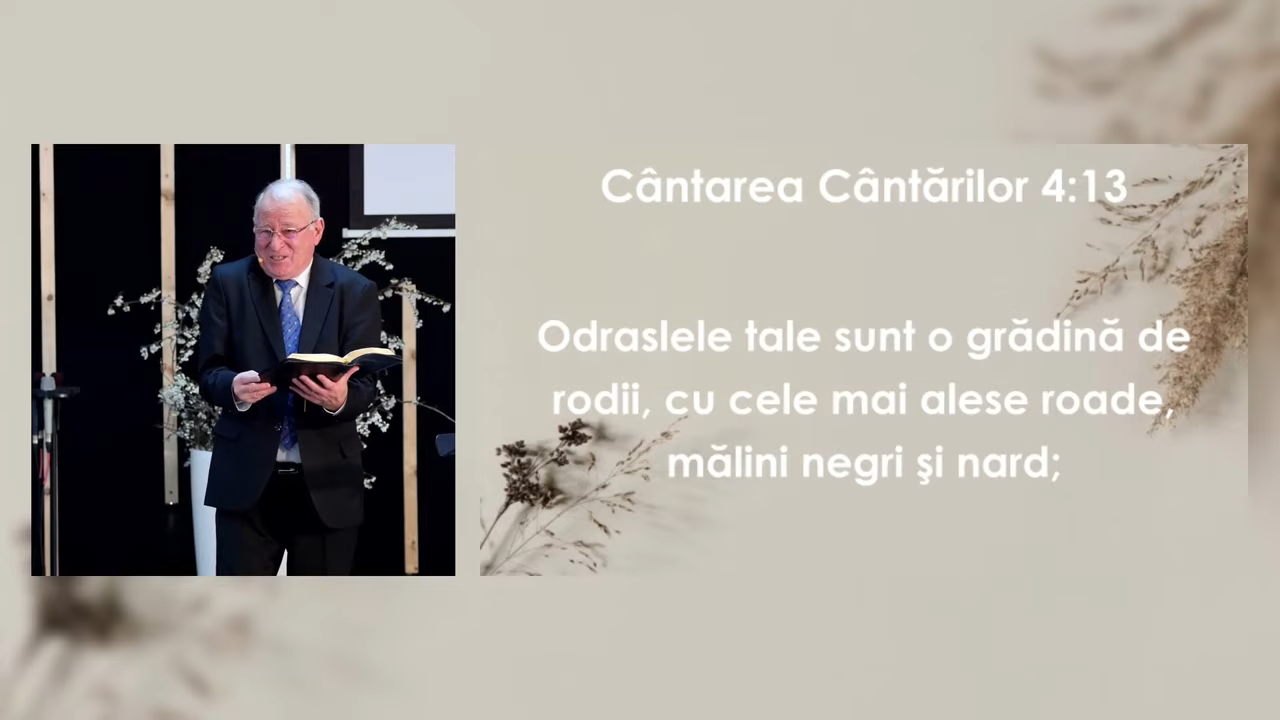 Cântarea Cântărilor 4:13
Odraslele tale sunt o grădină de
rodii, cu cele mai alese roade,
mălini negri şi nard;